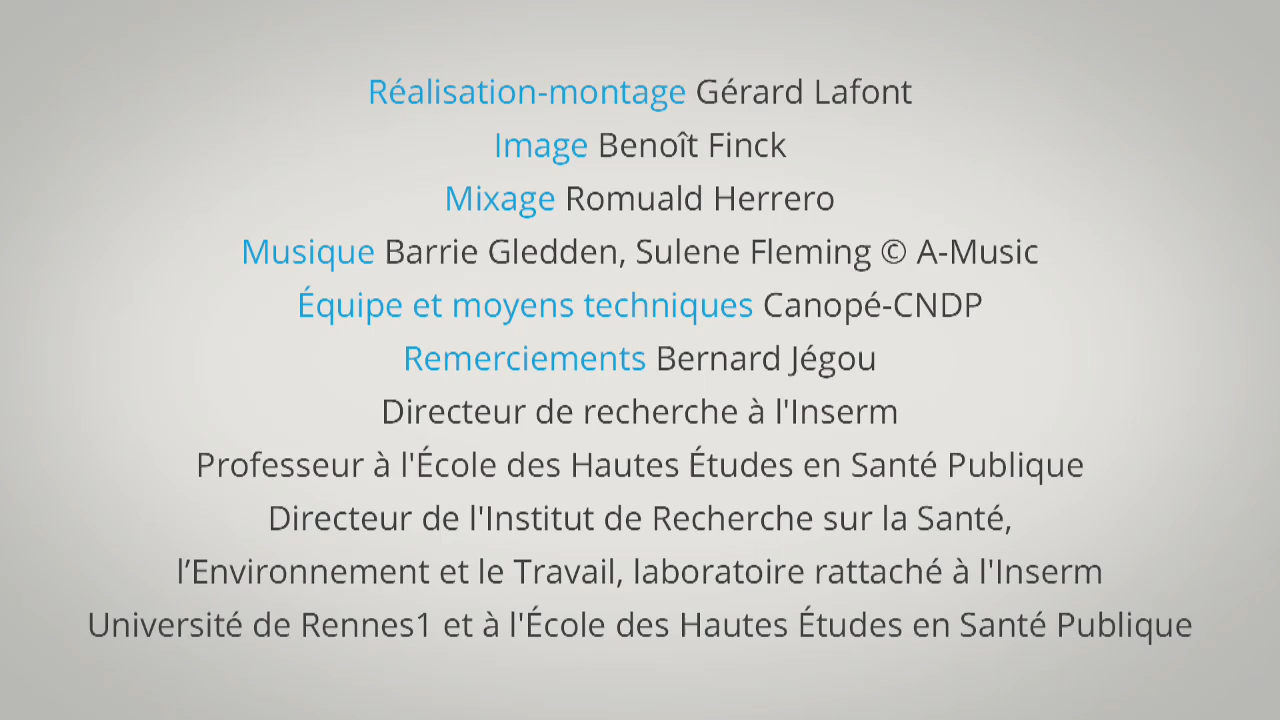 Réalisation-montage Gérard Lafont
Image Benoît Finck
Mixage Romuald Herrero
Musique Barrie Gledden, Sulene Fleming © A-Music
Équipe et moyens techniques Canopé-CNDP
Remerciements Bernard Jégou
Directeur de recherche à l'Inserm
Professeur à l'École des Hautes Études en Santé Publique
Directeur de l'Institut de Recherche sur la Santé,
l’Environnement et le Travail, laboratoire rattaché à l'Inserm
Université de Rennes1 et à l'École des Hautes Études en Santé Publique